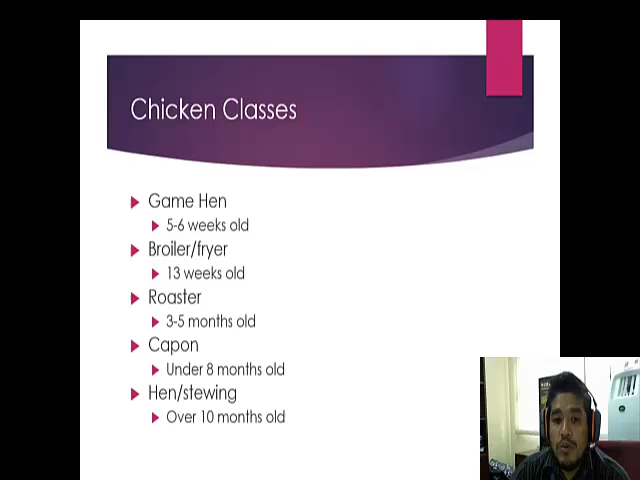 Chicken Classes
Game Hen
5-6 weeks old
Broiler/fryer
13 weeks old
Roaster
3-5 months old
Capon
Under 8 months old
Hen/stewing
Over 10 months old